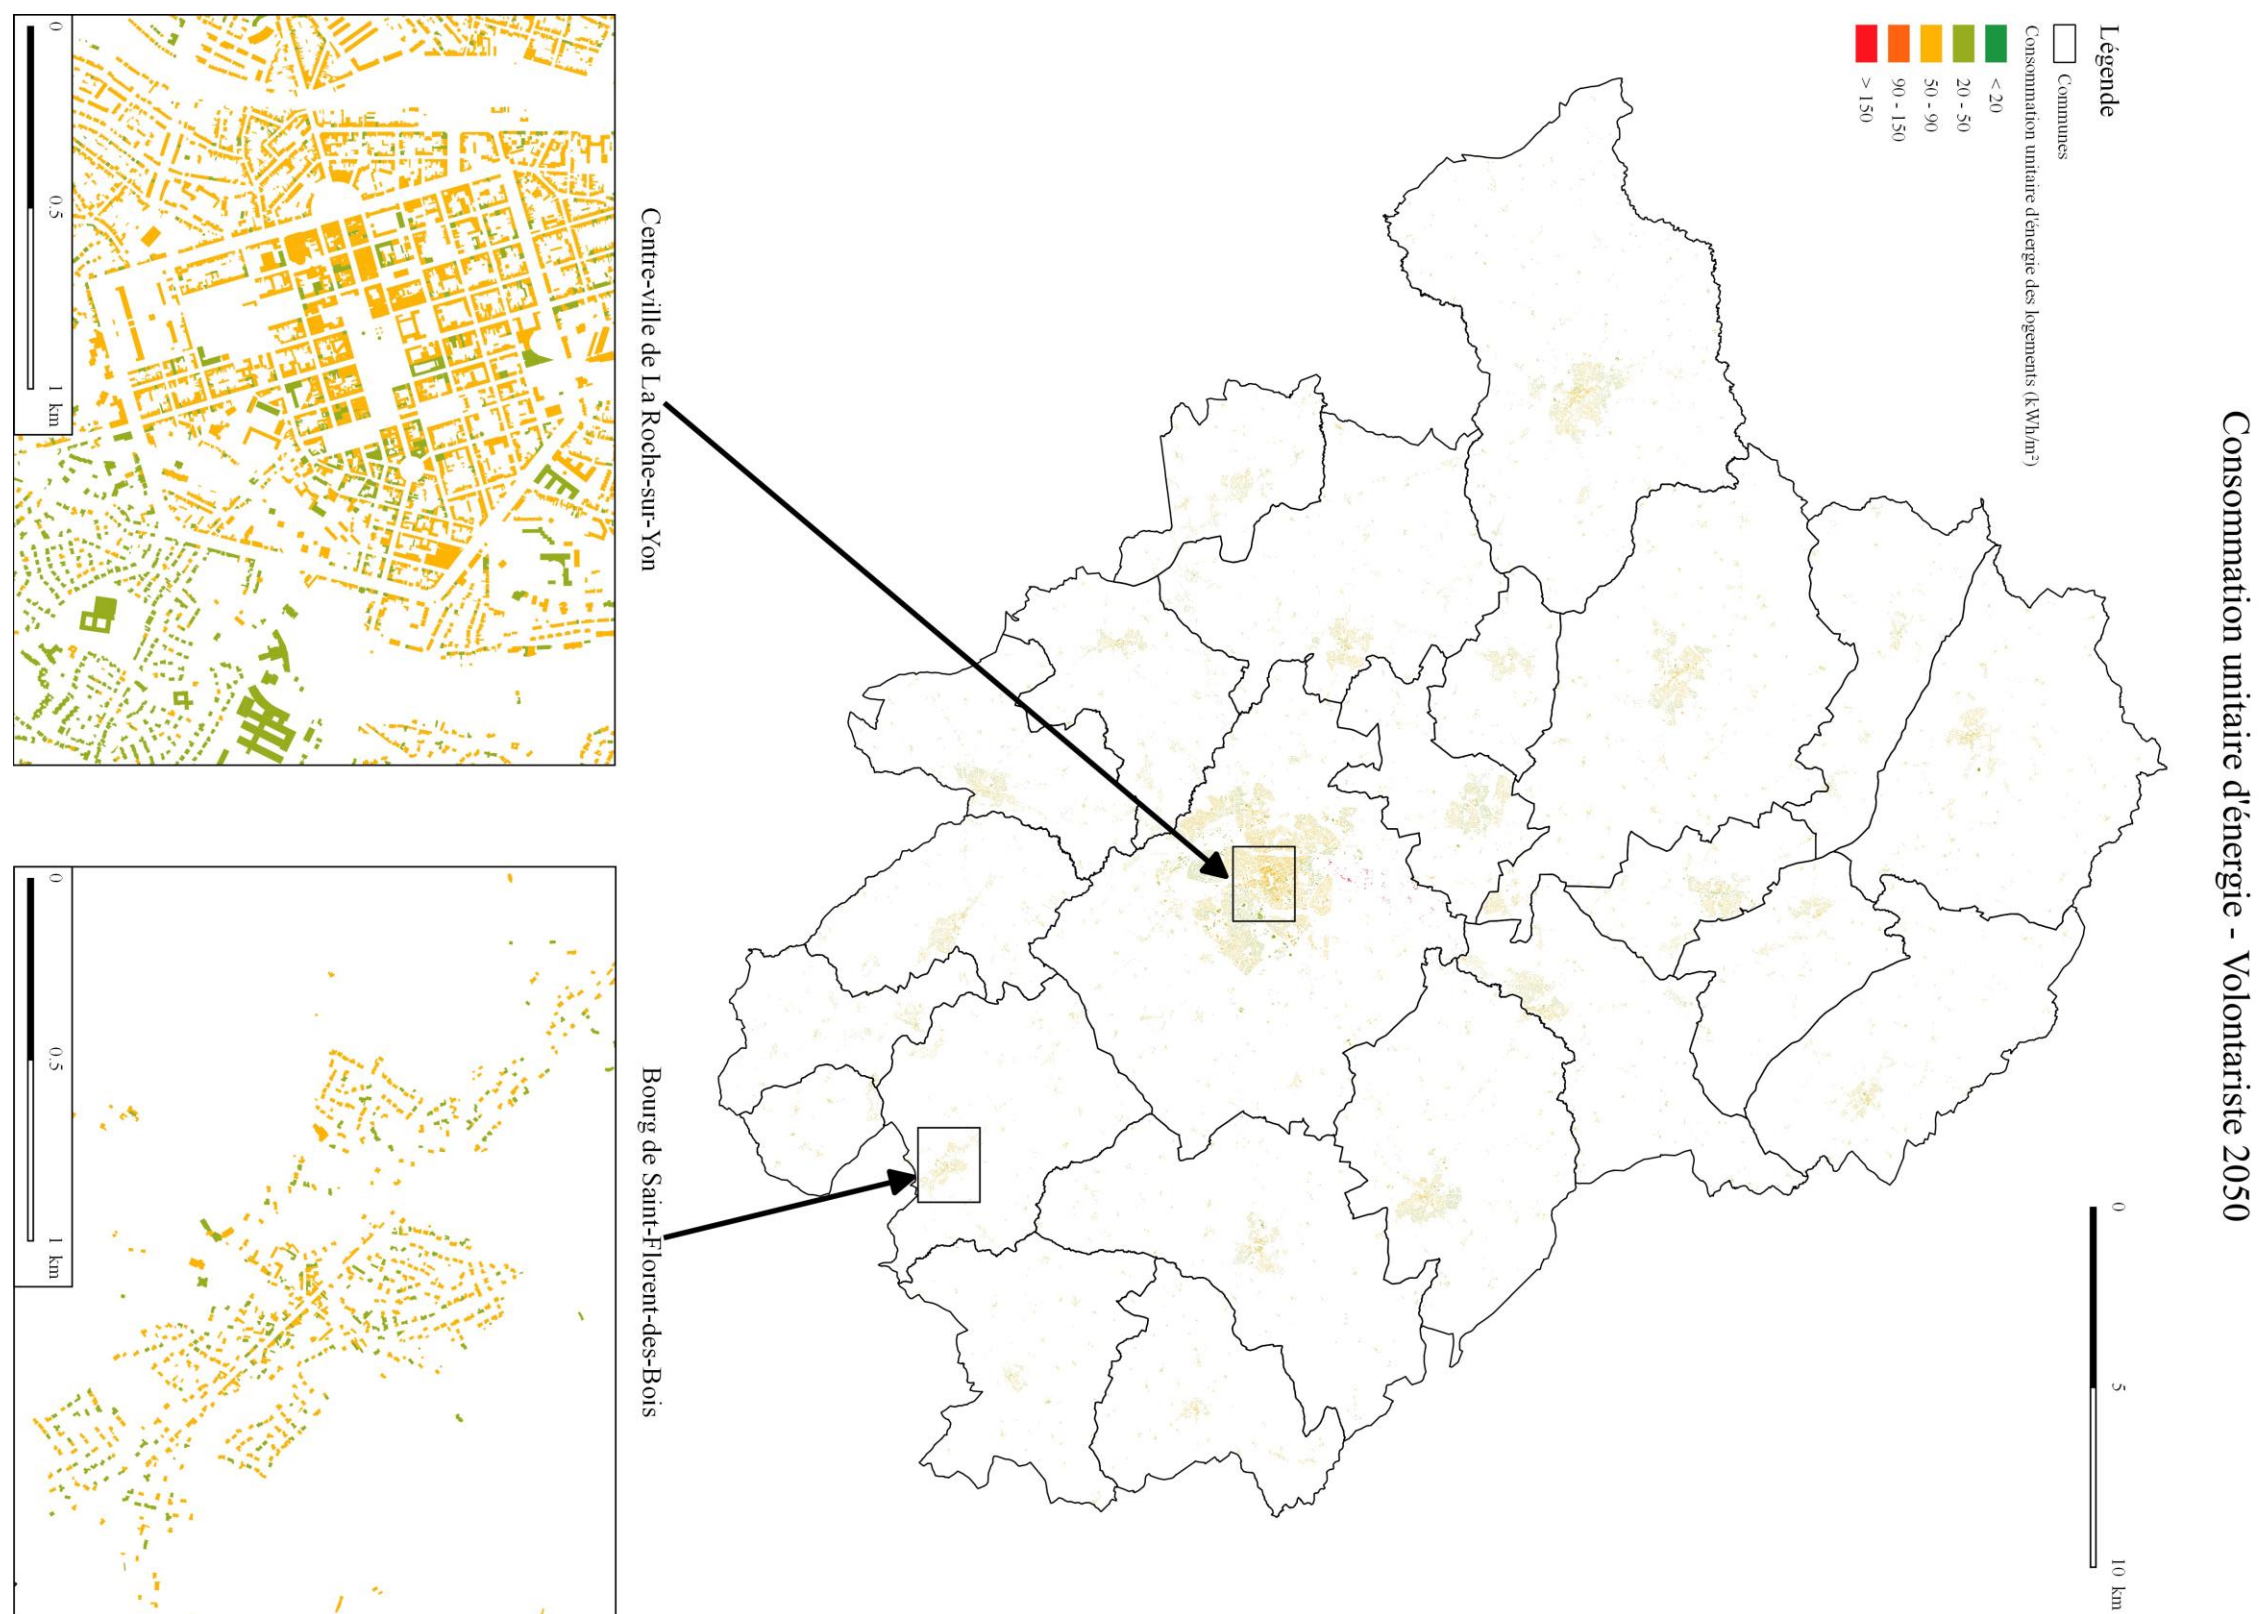 Consommation unitaire d'énergie - Volontariste 2050
Légende
Communes
Consommation unitaire d'énergie des logements (kWh/m²)
< 20
20 - 50
50 - 90
90 - 150
> 150
0 5 10 km
Centre-ville de La Roche-sur-Yon
0 0.5 1 km
Bourg de Saint-Florent-des-Bois
0 0.5 1 km